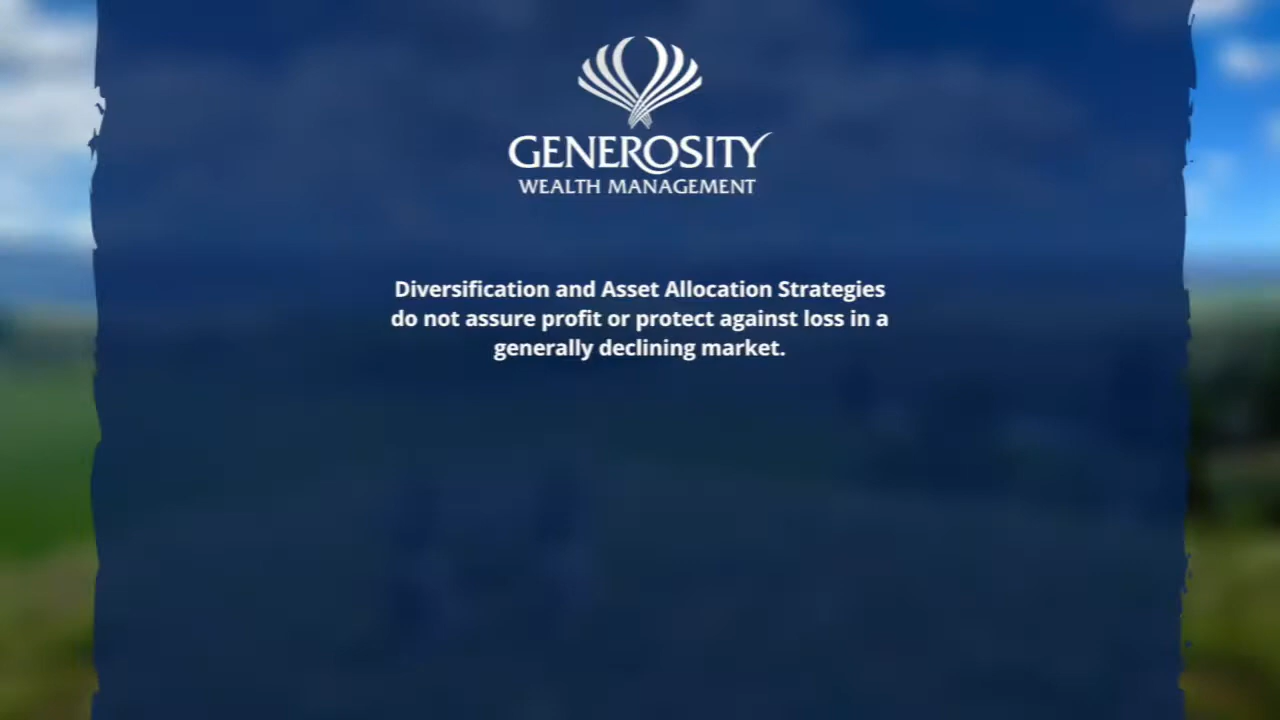 GENEROSITY
WEALTH MANAGEMENT
Diversification and Asset Allocation Strategies
do not assure profit or protect against loss in a
generally declining market.